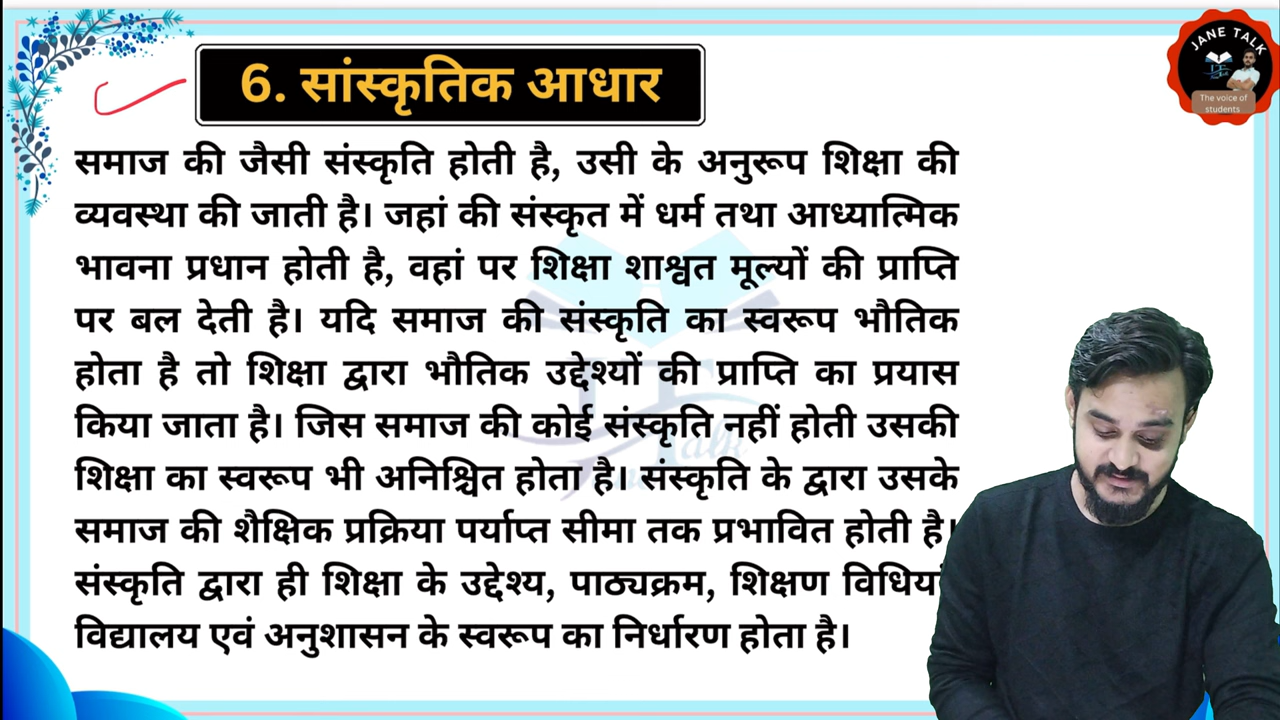 6. सांस्कृतिक आधार
JANE TALK
The voice of
students
समाज की जैसी संस्कृति होती है, उसी के अनुरूप शिक्षा की
व्यवस्था की जाती है। जहां की संस्कृत में धर्म तथा आध्यात्मिक
भावना प्रधान होती है, वहां पर शिक्षा शाश्वत मूल्यों की प्राप्ति
पर बल देती है। यदि समाज की संस्कृति का स्वरूप भौतिक
होता है तो शिक्षा द्वारा भौतिक उद्देश्यों की प्राप्ति का प्रयास
किया जाता है। जिस समाज की कोई संस्कृति नहीं होती उसकी
शिक्षा का स्वरूप भी अनिश्चित होता है। संस्कृति के द्वारा उसके
समाज की शैक्षिक प्रक्रिया पर्याप्त सीमा तक प्रभावित होती है।
संस्कृति द्वारा ही शिक्षा के उद्देश्य, पाठ्यक्रम, शिक्षण
विद्यालय एवं अनुशासन के स्वरूप का निर्धारण होता है।